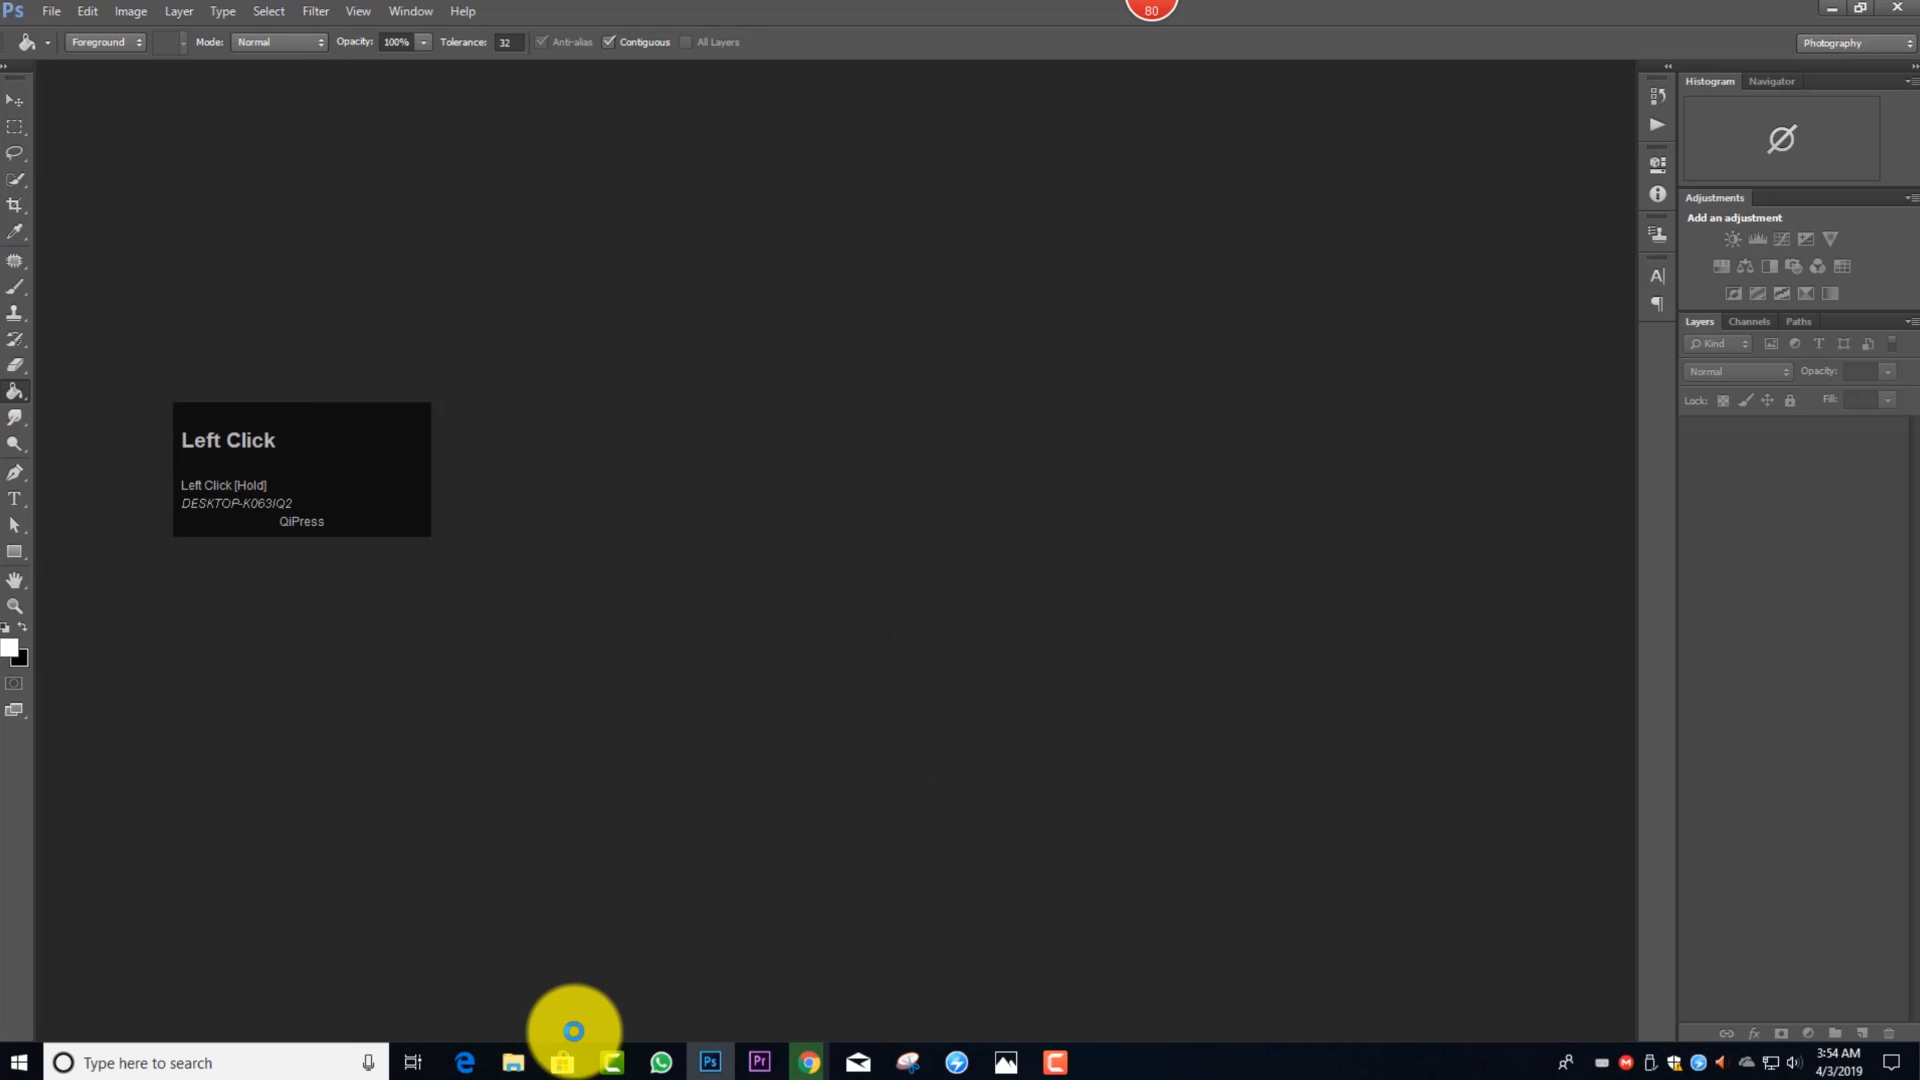 Ps File Edit Image Layer Type Select Filter View Window Help
80
Foreground Mode: Normal Opacity: 100% Tolerance: 32 Anti-alias Contiguous All Layers
Photography
Histogram Navigator
Adjustments
Add an adjustment
Layers Channels Paths
Kind
Normal Opacity:
Lock: Fill:
Left Click
Left Click [Hold]
DESKTOP-K063IQ2
QiPress
Type here to search
Ps Pr
3:54 AM
4/3/2019